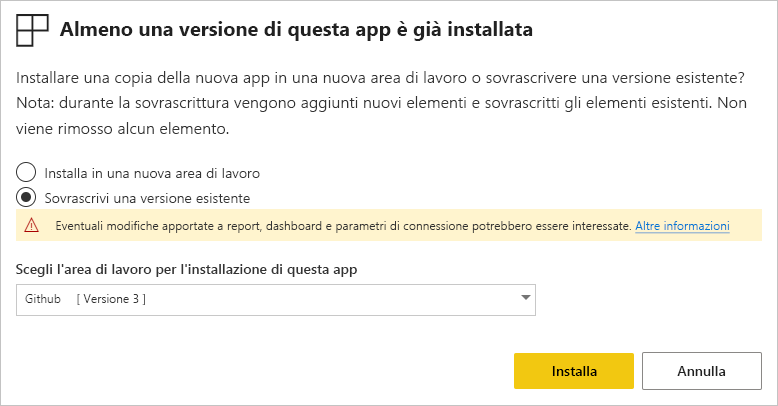 Almeno una versione di questa app è già installata
Installare una copia della nuova app in una nuova area di lavoro o sovrascrivere una versione esistente?
Nota: durante la sovrascrittura vengono aggiunti nuovi elementi e sovrascritti gli elementi esistenti. Non
viene rimosso alcun elemento.
Installa in una nuova area di lavoro
Sovrascrivi una versione esistente
Eventuali modifiche apportate a report, dashboard e parametri di connessione potrebbero essere interessate. Altre informazioni
Scegli l'area di lavoro per l'installazione di questa app
Github [ Versione 3 ]
Installa Annulla